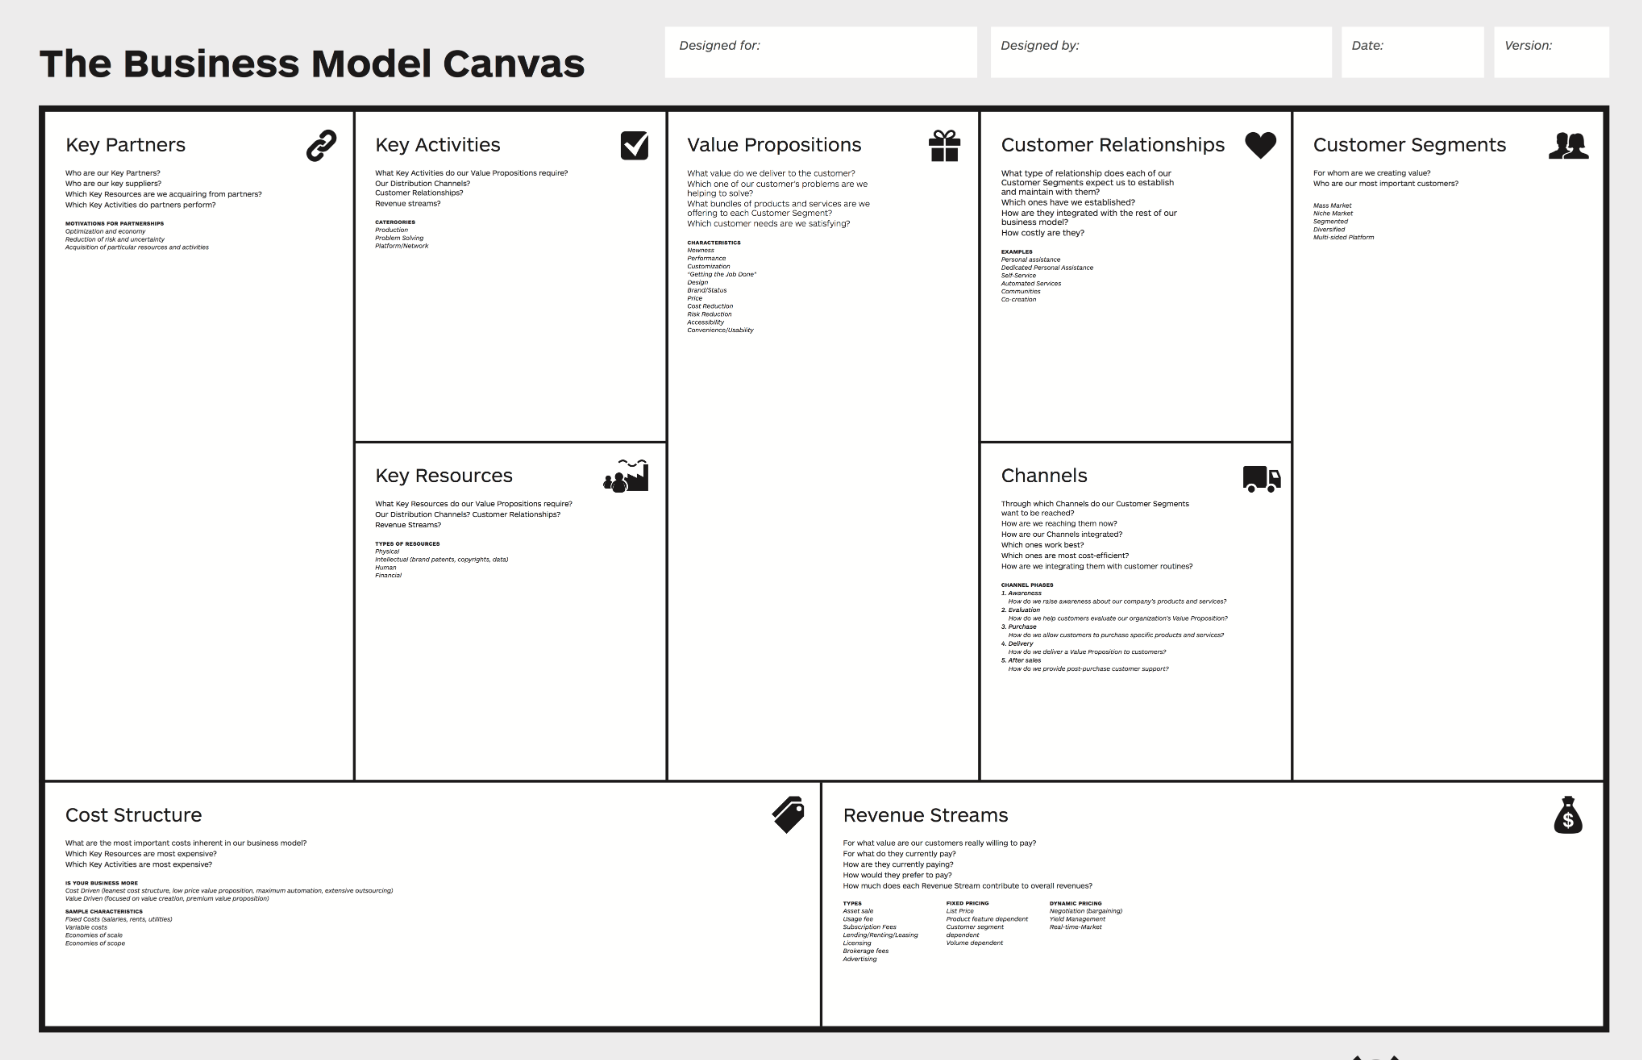 The Business Model Canvas
Designed for:
Designed by:
Date:
Version:
Key Partners
Who are our Key Partners?
Who are our key suppliers?
Which Key Resources are we acquairing from partners?
Which Key Activities do partners perform?
MOTIVATIONS FOR PARTNERSHIPS
Optimization and economy
Reduction of risk and uncertainty
Acquisition of particular resources and activities
Key Activities
What Key Activities do our Value Propositions require?
Our Distribution Channels?
Customer Relationships?
Revenue streams?
CATERGORIES
Production
Problem Solving
Platform/Network
Key Resources
What Key Resources do our Value Propositions require?
Our Distribution Channels? Customer Relationships?
Revenue Streams?
TYPES OF RESOURCES
Physical
Intellectual (brand patents, copyrights, data)
Human
Financial
Value Propositions
What value do we deliver to the customer?
Which one of our customer's problems are we
helping to solve?
What bundles of products and services are we
offering to each Customer Segment?
Which customer needs are we satisfying?
CHARACTERISTICS
Newness
Performance
Customization
"Getting the Job Done"
Design
Brand/Status
Price
Cost Reduction
Risk Reduction
Accessibility
Convenience/Usability
Customer Relationships
What type of relationship does each of our
Customer Segments expect us to establish
and maintain with them?
Which ones have we established?
How are they integrated with the rest of our
business model?
How costly are they?
EXAMPLES
Personal assistance
Dedicated Personal Assistance
Self-Service
Automated Services
Communities
Co-creation
Channels
Through which Channels do our Customer Segments
want to be reached?
How are we reaching them now?
How are our Channels integrated?
Which ones work best?
Which ones are most cost-efficient?
How are we integrating them with customer routines?
CHANNEL PHASES
1. Awareness
How do we raise awareness about our company's products and services?
2. Evaluation
How do we help customers evaluate our organization's Value Proposition?
3. Purchase
How do we allow customers to purchase specific products and services?
4. Delivery
How do we deliver a Value Proposition to customers?
5. After sales
How do we provide post-purchase customer support?
Customer Segments
For whom are we creating value?
Who are our most important customers?
Mass Market
Niche Market
Segmented
Diversified
Multi-sided Platform
Cost Structure
What are the most important costs inherent in our business model?
Which Key Resources are most expensive?
Which Key Activities are most expensive?
IS YOUR BUSINESS MORE
Cost Driven (leanest cost structure, low price value proposition, maximum automation, extensive outsourcing)
Value Driven (focused on value creation, premium value proposition)
SAMPLE CHARACTERISTICS
Fixed Costs (salaries, rents, utilities)
Variable costs
Economies of scale
Economies of scope
Revenue Streams
$
For what value are our customers really willing to pay?
For what do they currently pay?
How are they currently paying?
How would they prefer to pay?
How much does each Revenue Stream contribute to overall revenues?
TYPES
Asset sale
Usage fee
Subscription Fees
Lending/Renting/Leasing
Licensing
Brokerage fees
Advertising
FIXED PRICING
List Price
Product feature dependent
Customer segment
dependent
Volume dependent
DYNAMIC PRICING
Negotiation (bargaining)
Yield Management
Real-time-Market